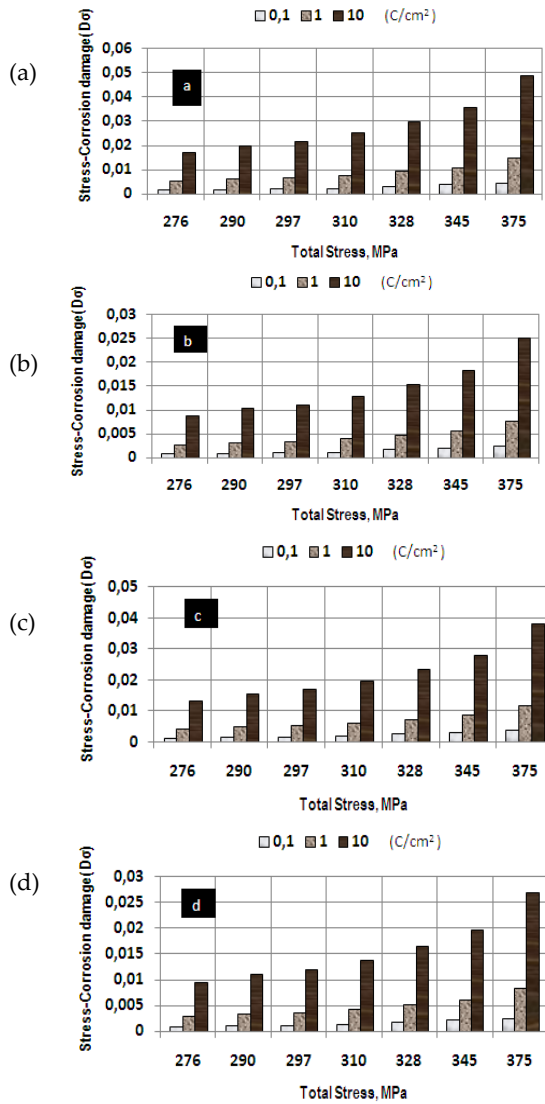 0,1 1 10 (C/cm²)
(a)
Stress-Corrosion damage(Dσ)
0,06
0,05
0,04
0,03
0,02
0,01
0
a
276 290 297 310 328 345 375
Total Stress, MPa
0,1 1 10 (C/cm²)
(b)
Stress-Corrosion damage(Dσ)
0,03
0,025
0,02
0,015
0,01
0,005
0
b
276 290 297 310 328 345 375
Total Stress, MPa
0,1 1 10 (C/cm²)
(c)
Stress-Corrosion damage(Dσ)
0,05
0,04
0,03
0,02
0,01
0
c
276 290 297 310 328 345 375
Total Stress, MPa
0,1 1 10 (C/cm²)
(d)
Stress-Corrosion damage(Dσ)
0,03
0,025
0,02
0,015
0,01
0,005
0
d
276 290 297 310 328 345 375
Total Stress, MPa